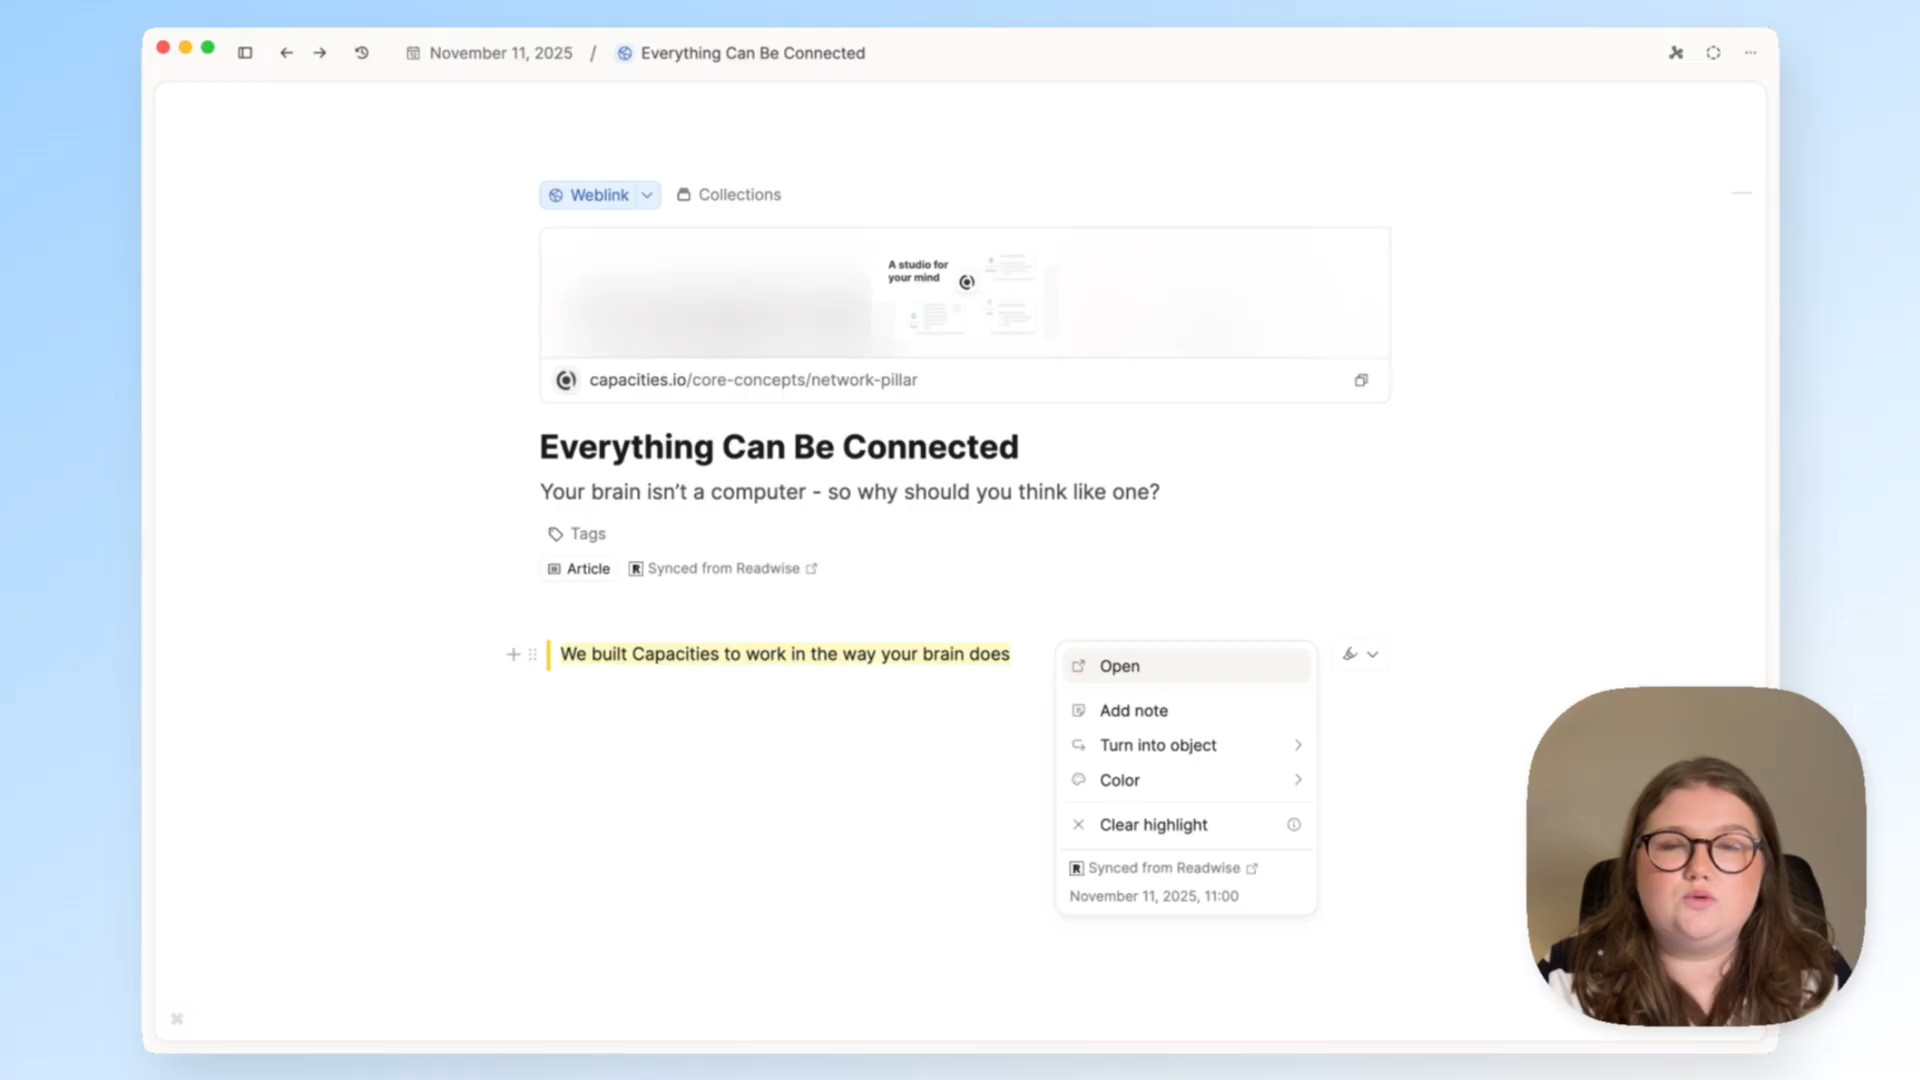 November 11, 2025 / Everything Can Be Connected
Weblink Collections
A studio for
your mind
capacities.io/core-concepts/network-pillar
Everything Can Be Connected
Your brain isn’t a computer - so why should you think like one?
Tags
Article R Synced from Readwise
We built Capacities to work in the way your brain does
Open
Add note
Turn into object
Color
Clear highlight
R Synced from Readwise
November 11, 2025, 11:00